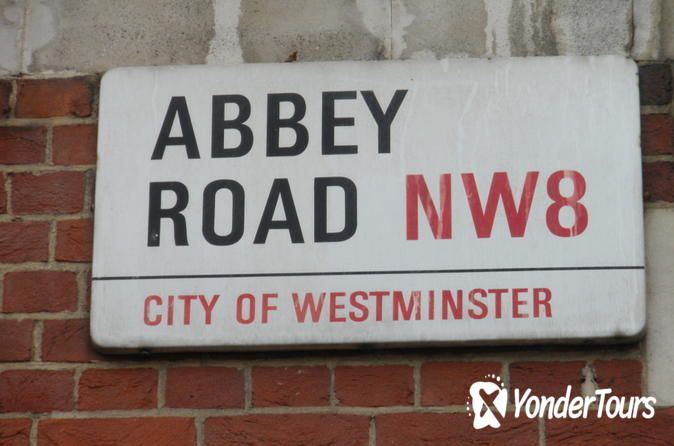 ABBEY
ROAD NW8
CITY OF WESTMINSTER
YonderTours